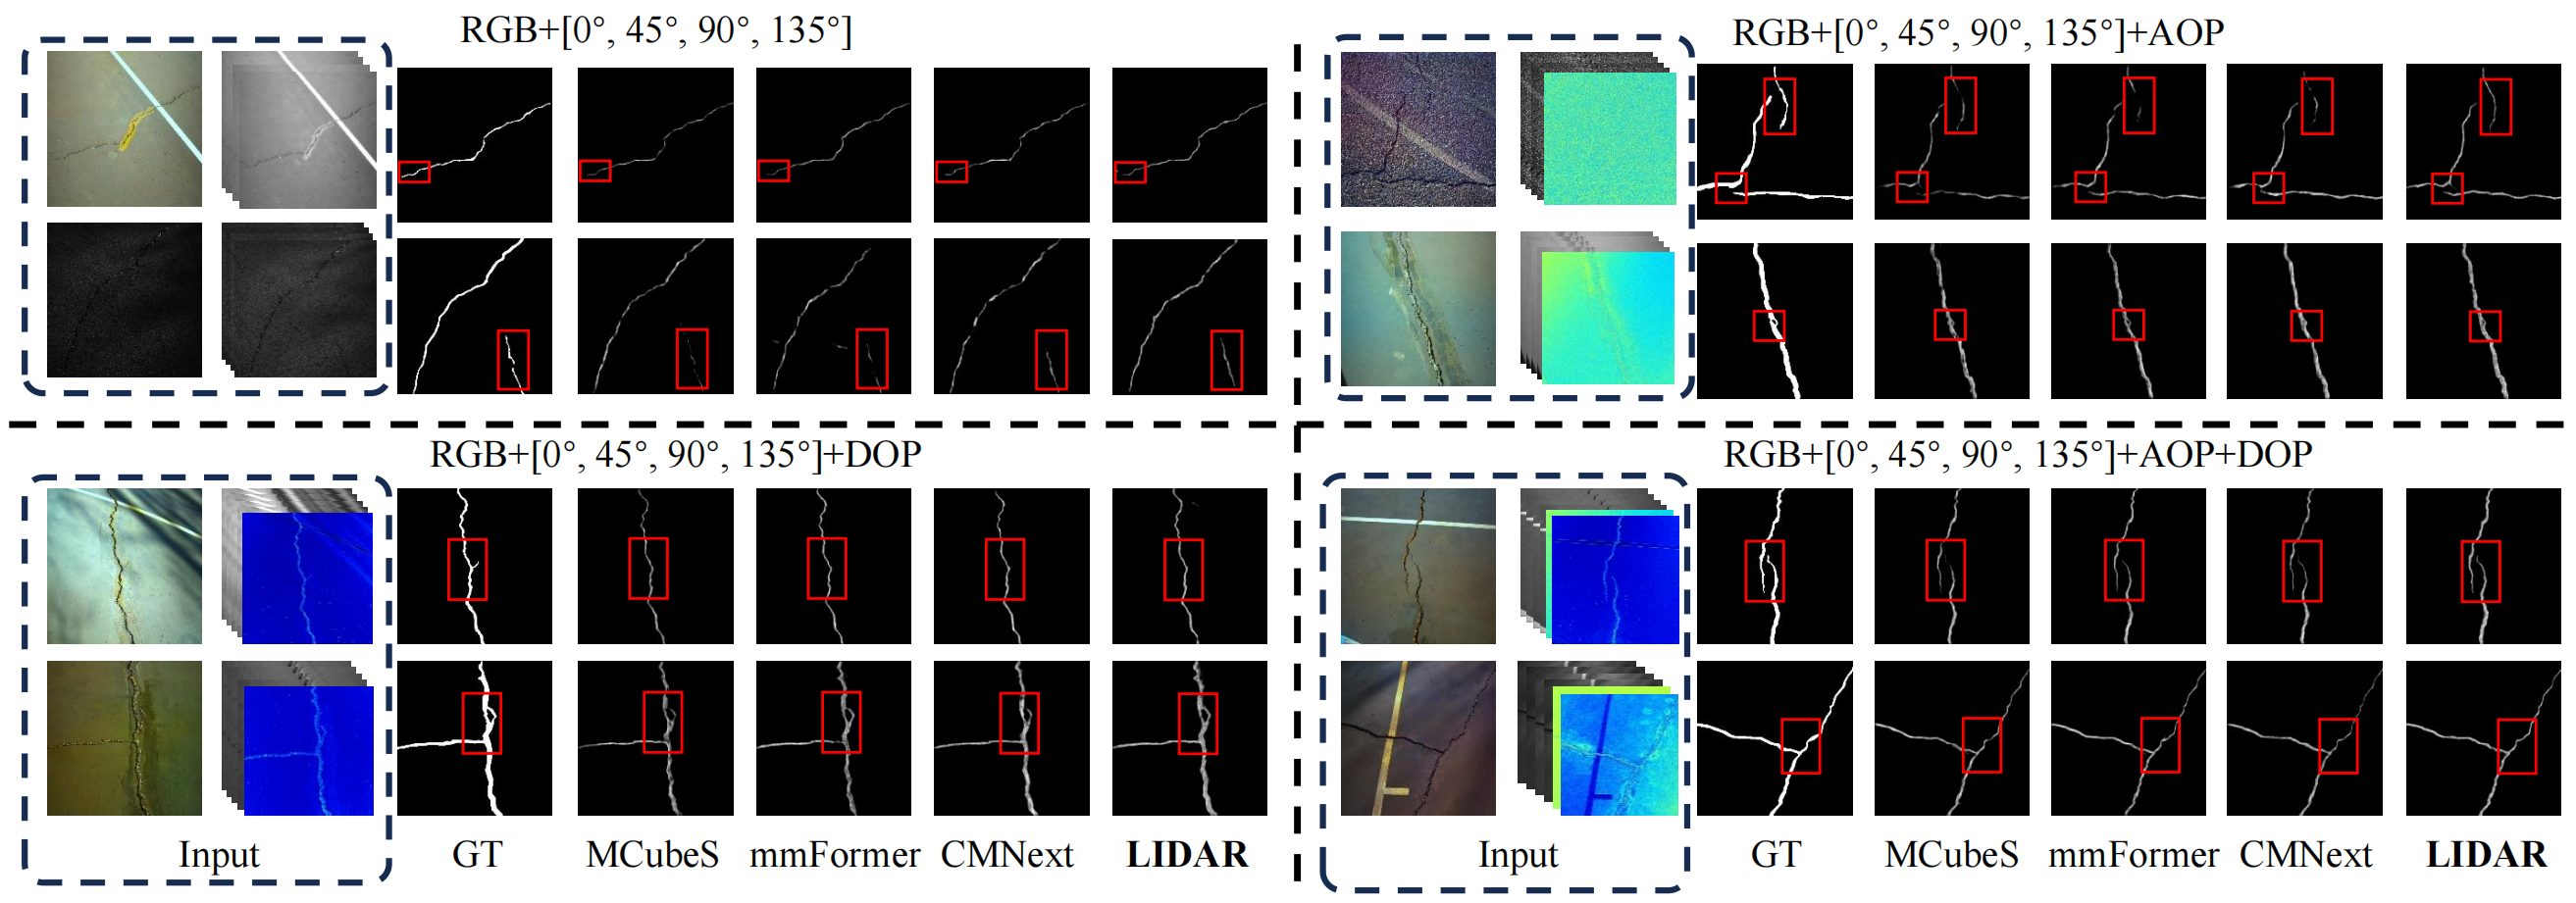 RGB+[0°, 45°, 90°, 135°]
RGB+[0°, 45°, 90°, 135°]+AOP
RGB+[0°, 45°, 90°, 135°]+DOP
RGB+[0°, 45°, 90°, 135°]+AOP+DOP
Input GT MCubeS mmFormer CMNext LIDAR
Input GT MCubeS mmFormer CMNext LIDAR